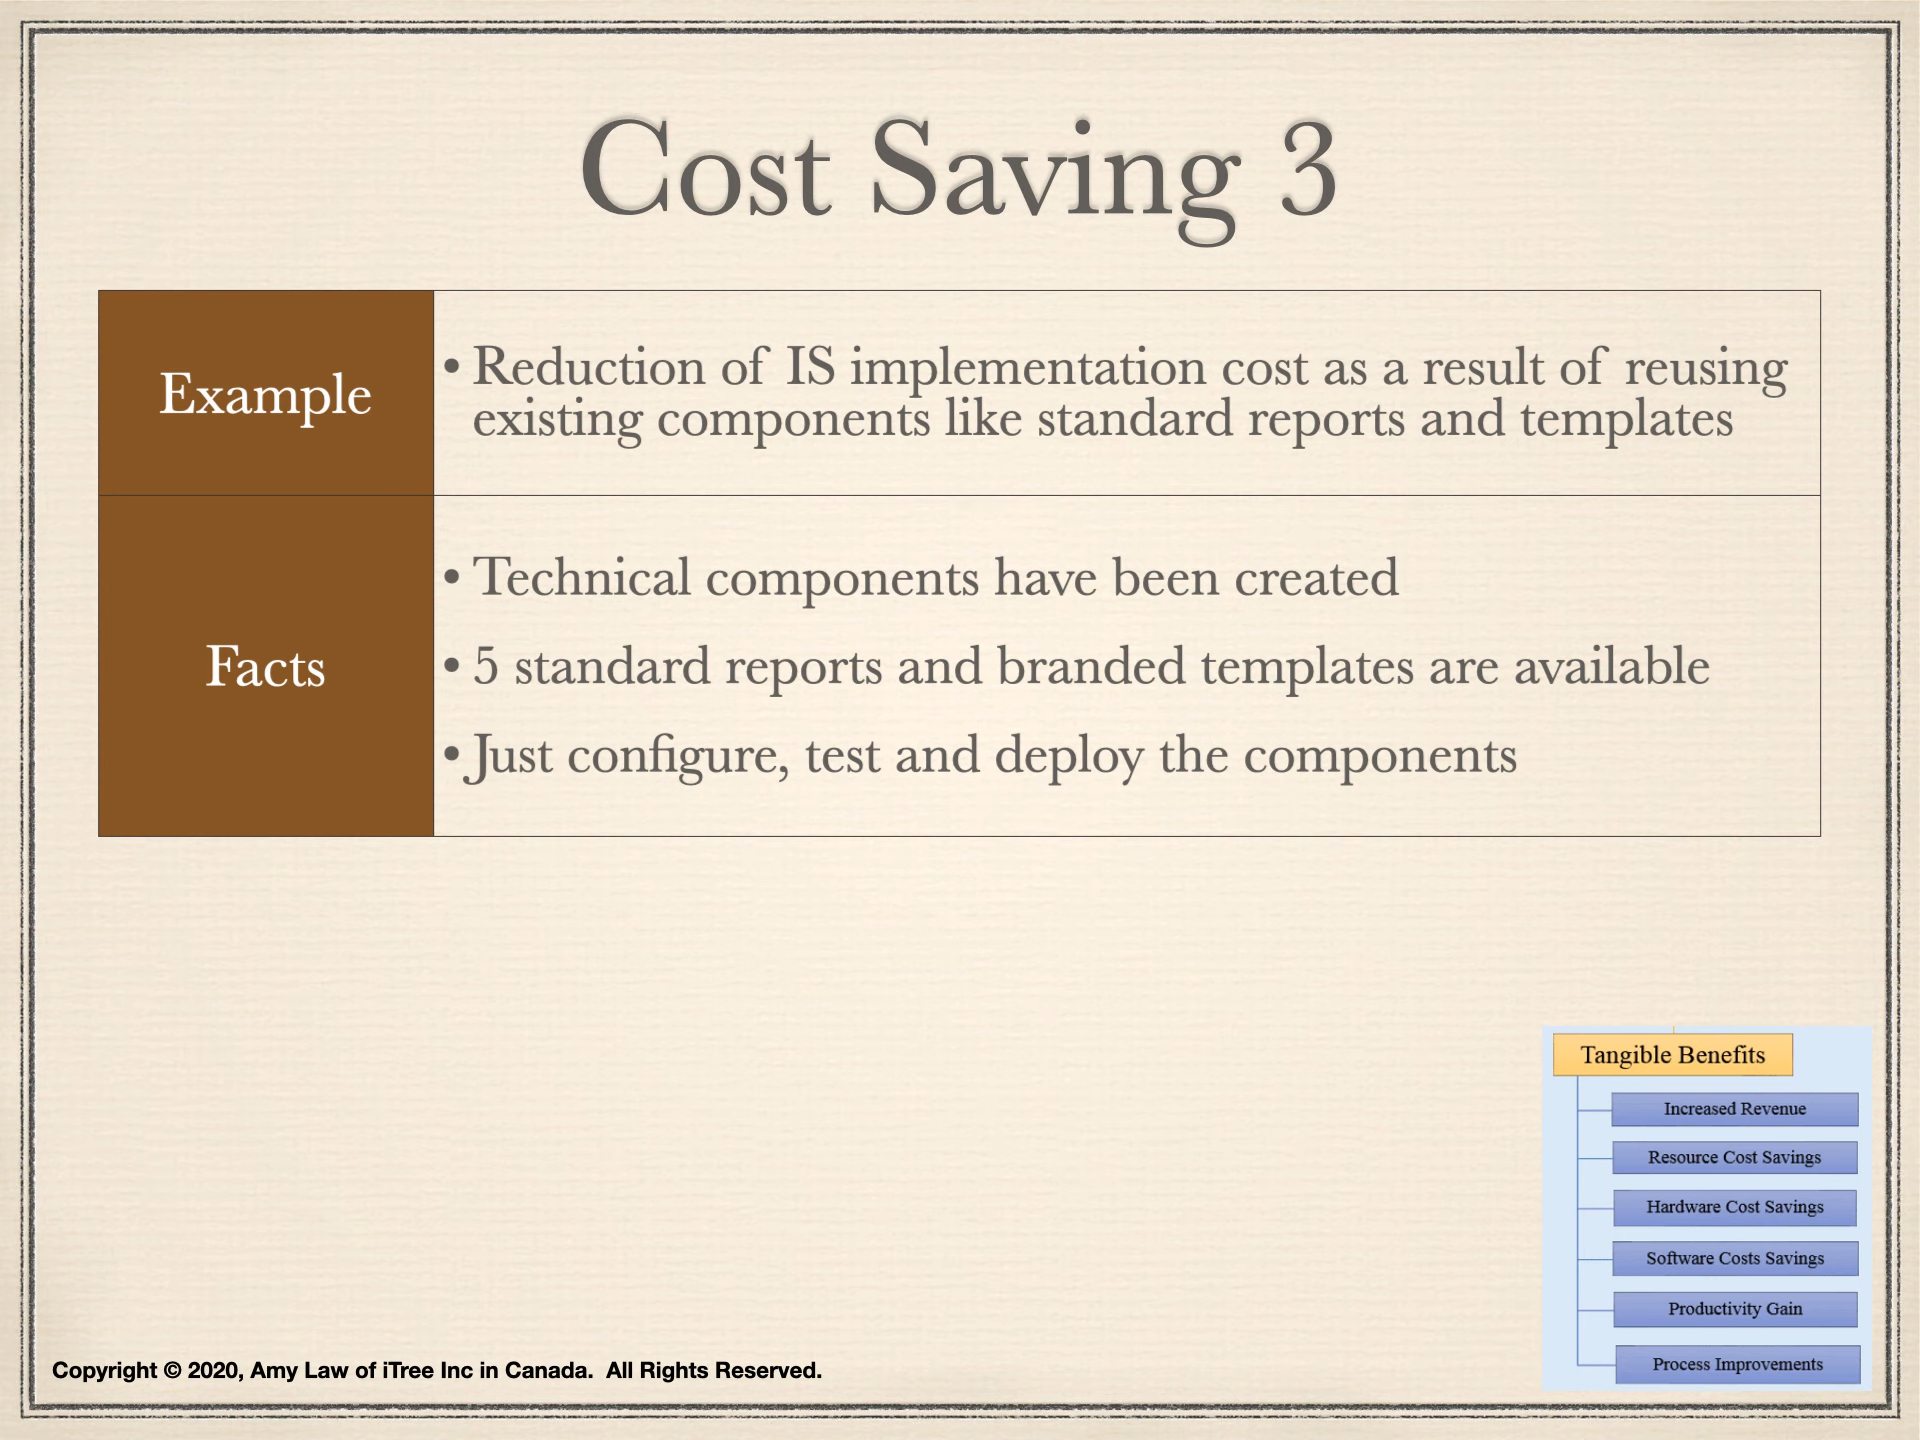 Cost Saving 3
Example
• Reduction of IS implementation cost as a result of reusing
existing components like standard reports and templates
Facts
• Technical components have been created
• 5 standard reports and branded templates are available
• Just configure, test and deploy the components
Tangible Benefits
Increased Revenue
Resource Cost Savings
Hardware Cost Savings
Software Costs Savings
Productivity Gain
Process Improvements
Copyright © 2020, Amy Law of iTree Inc in Canada.  All Rights Reserved.